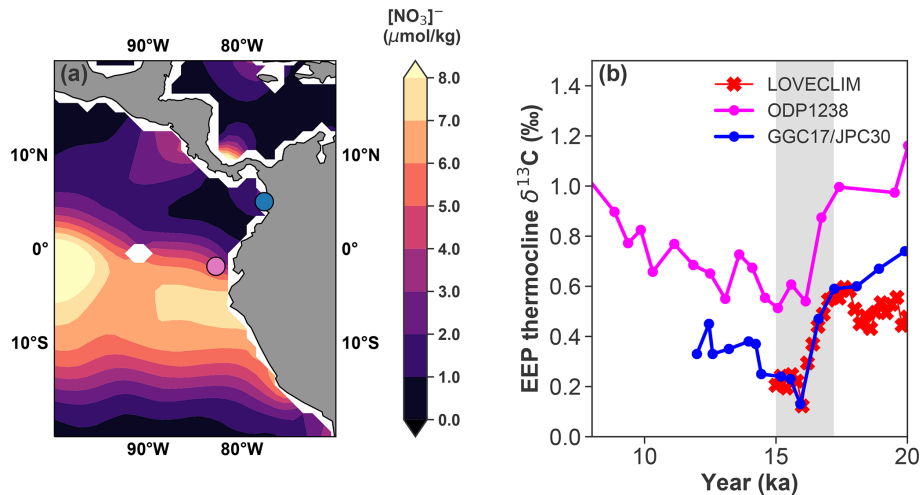 [NO₃]⁻
(μmol/kg)
90°W 80°W
(a)
10°N 10°N
0° 0°
10°S 10°S
90°W 80°W
8.0
7.0
6.0
5.0
4.0
3.0
2.0
1.0
0.0
(b)
LOVECLIM
ODP1238
GGC17/JPC30
EEP thermocline δ¹³C (‰)
1.4
1.2
1.0
0.8
0.6
0.4
0.2
0.0
10 15 20
Year (ka)